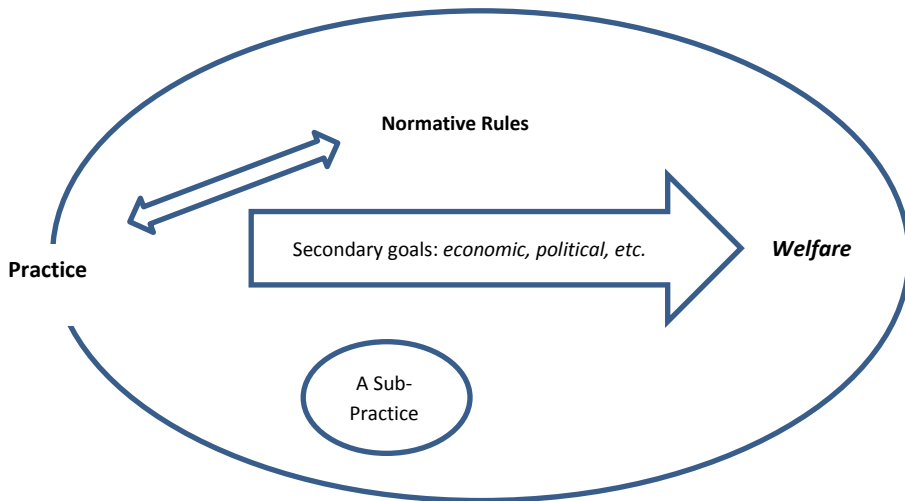 Normative Rules
Secondary goals: economic, political, etc.
Welfare
Practice
A Sub-
Practice